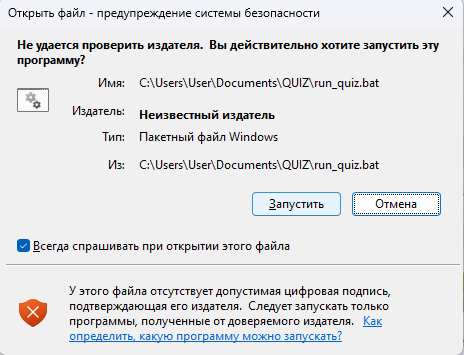 Открыть файл - предупреждение системы безопасности
Не удается проверить издателя. Вы действительно хотите запустить эту
программу?
Имя: C:\Users\User\Documents\QUIZ\run_quiz.bat
Издатель: Неизвестный издатель
Тип: Пакетный файл Windows
Из: C:\Users\User\Documents\QUIZ\run_quiz.bat
Запустить Отмена
Всегда спрашивать при открытии этого файла
У этого файла отсутствует допустимая цифровая подпись,
подтверждающая его издателя. Следует запускать только
программы, полученные от доверяемого издателя. Как
определить, какую программу можно запускать?